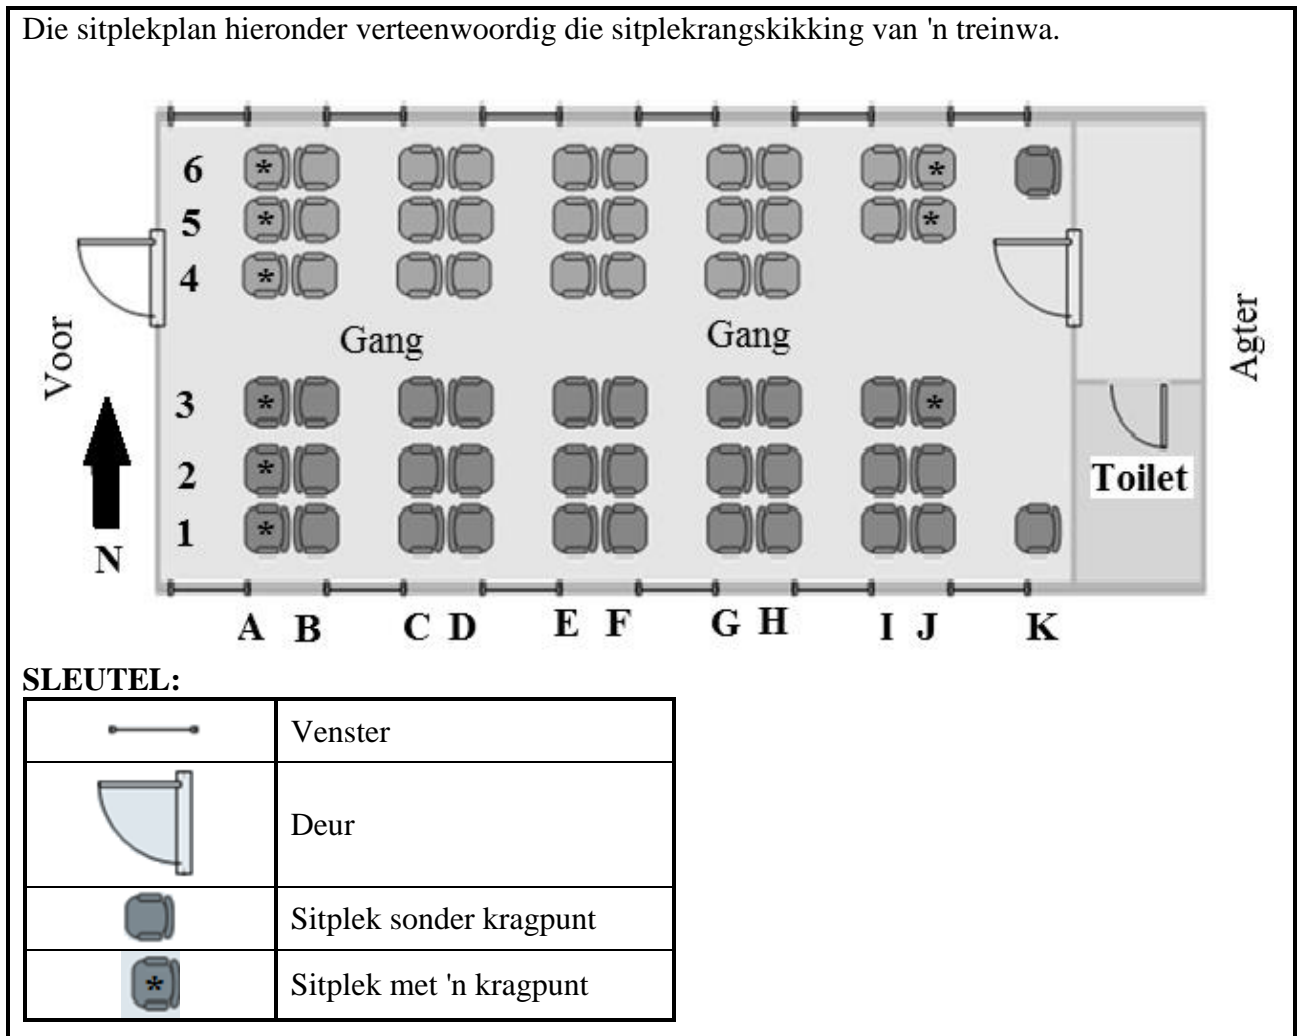 Die sitplekplan hieronder verteenwoordig die sitplekrangskikking van 'n treinwa.
6 * *
5 * *
4 *
Gang Gang
Voor
Agter
3 * *
2 *
Toilet
1 *
N
A B C D E F G H I J K
SLEUTEL:
Venster
Deur
Sitplek sonder kragpunt
* Sitplek met 'n kragpunt